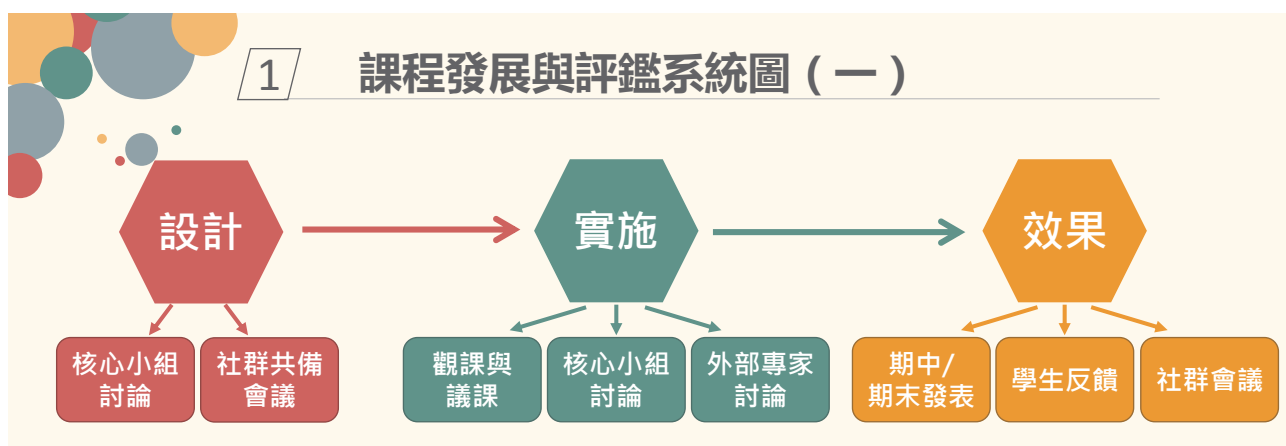 1
課程發展與評鑑系統圖(一)
設計
實施
效果
核心小組
討論
社群共備
會議
觀課與
議課
核心小組
討論
外部專家
討論
期中/
期末發表
學生反饋
社群會議